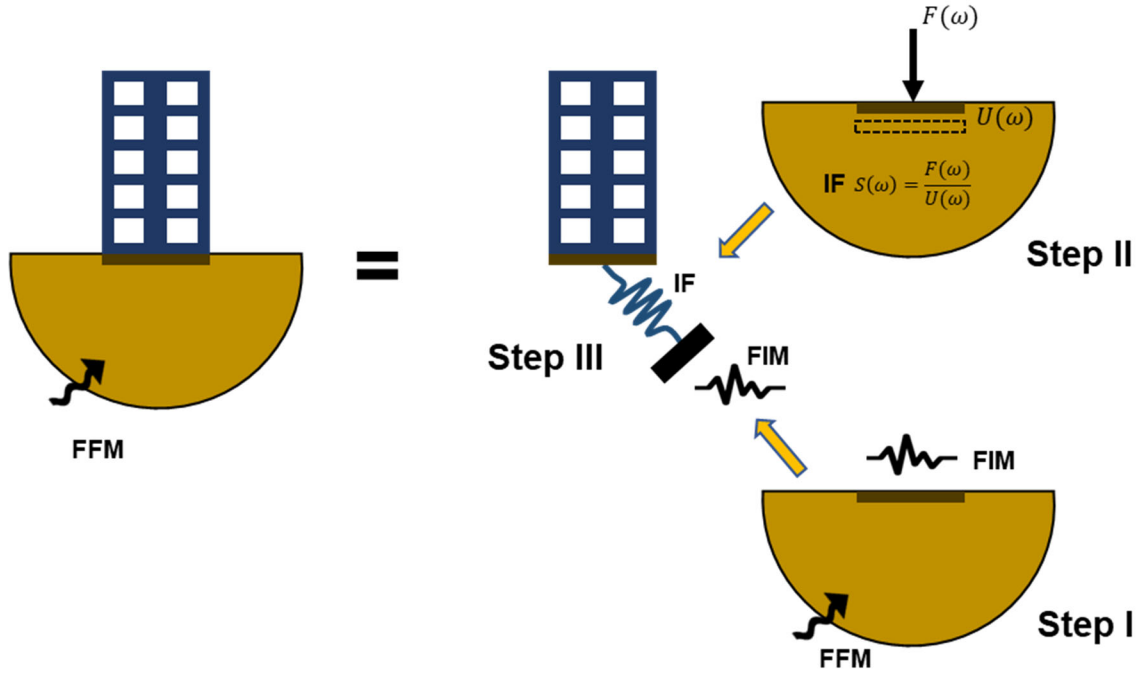 FFM
=
IF
Step III
FIM
F(ω)
U(ω)
IF S(ω) = F(ω)/U(ω)
Step II
FIM
Step I
FFM